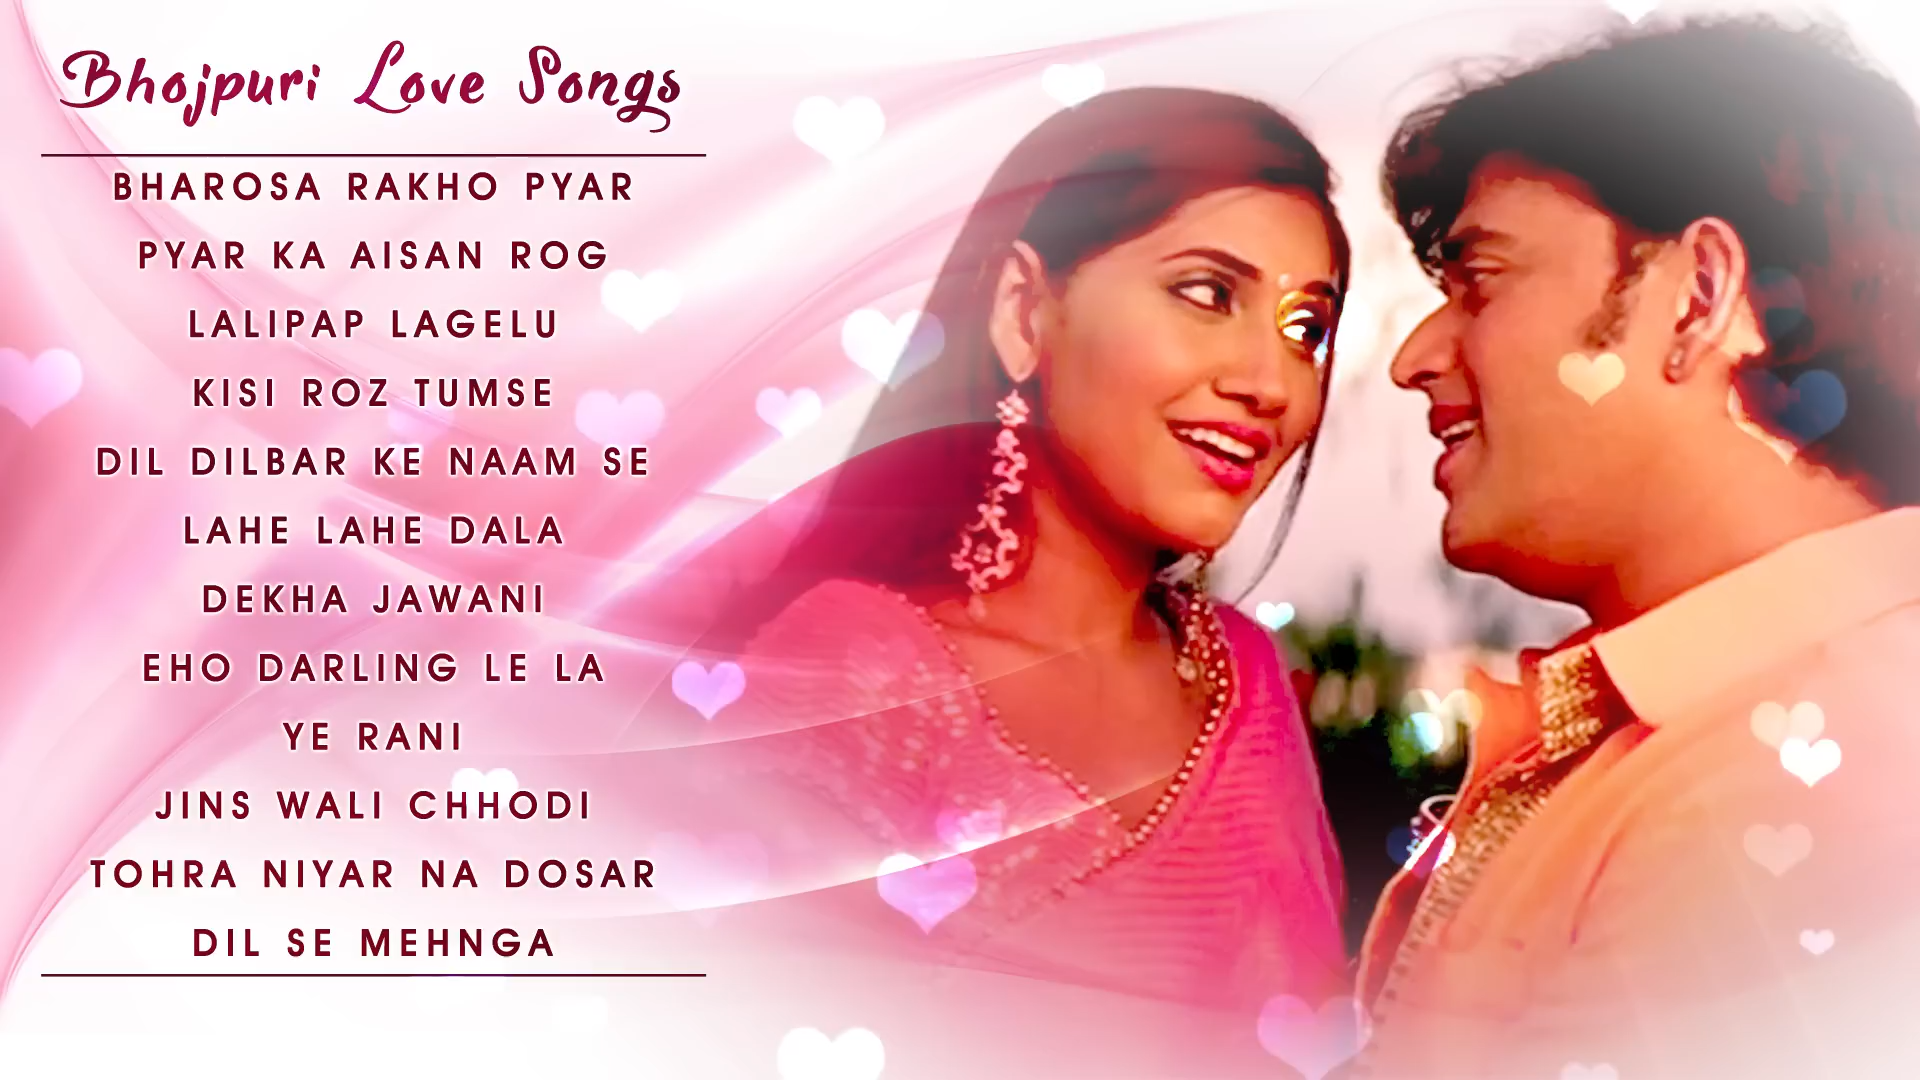 Bhojpuri Love Songs
BHAROSA RAKHO PYAR
PYAR KA AISAN ROG
LALIPAP LAGELU
KISI ROZ TUMSE
DIL DILBAR KE NAAM SE
LAHE LAHE DALA
DEKHA JAWANI
EHO DARLING LE LA
YE RANI
JINS WALI CHHODI
TOHRA NIYAR NA DOSAR
DIL SE MEHNGA